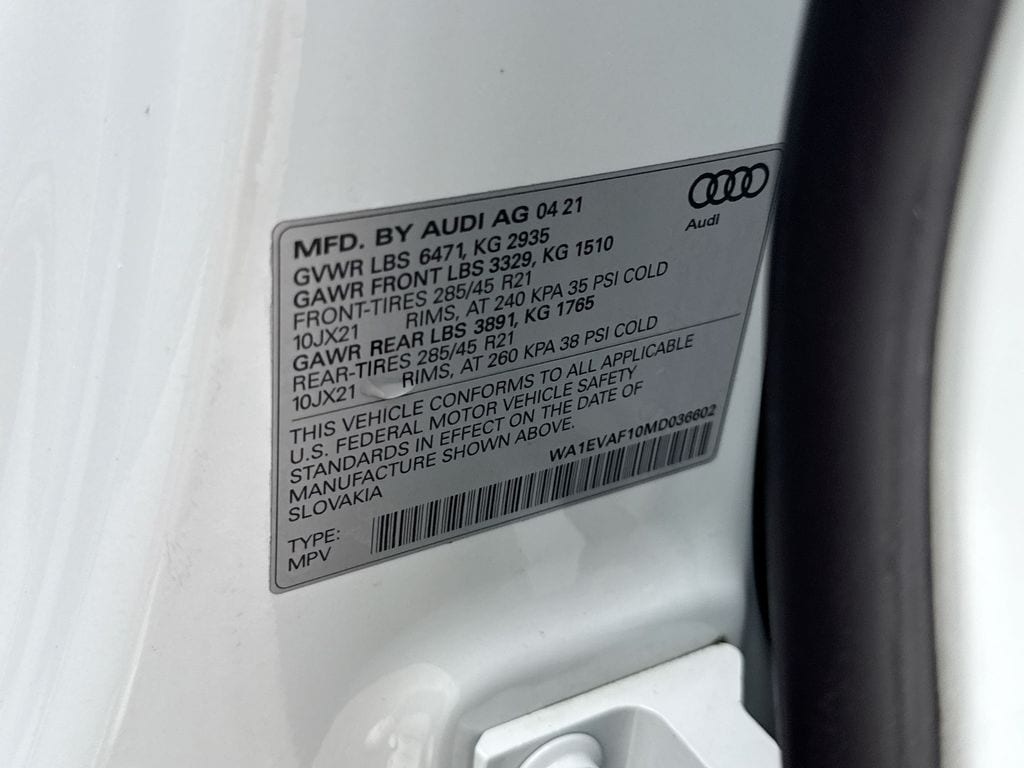 MFD. BY AUDI AG 04 21
Audi
GVWR LBS 6471, KG 2935
GAWR FRONT LBS 3329, KG 1510
FRONT-TIRES 285/45 R21
10JX21 RIMS, AT 240 KPA 35 PSI COLD
GAWR REAR LBS 3891, KG 1765
REAR-TIRES 285/45 R21
10JX21 RIMS, AT 260 KPA 38 PSI COLD
THIS VEHICLE CONFORMS TO ALL APPLICABLE
U.S. FEDERAL MOTOR VEHICLE SAFETY
STANDARDS IN EFFECT ON THE DATE OF
MANUFACTURE SHOWN ABOVE.
SLOVAKIA
WA1EVAF10MD036602
TYPE:
MPV